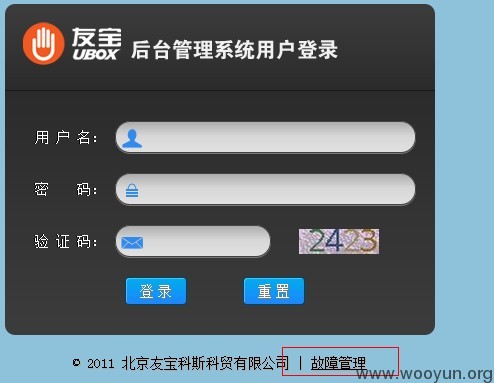 友宝
UBOX 后台管理系统用户登录
用 户 名：
密 码：
验 证 码： 2423
登 录 重 置
© 2011 北京友宝科斯科贸有限公司 | 故障管理
www.wooyun.org